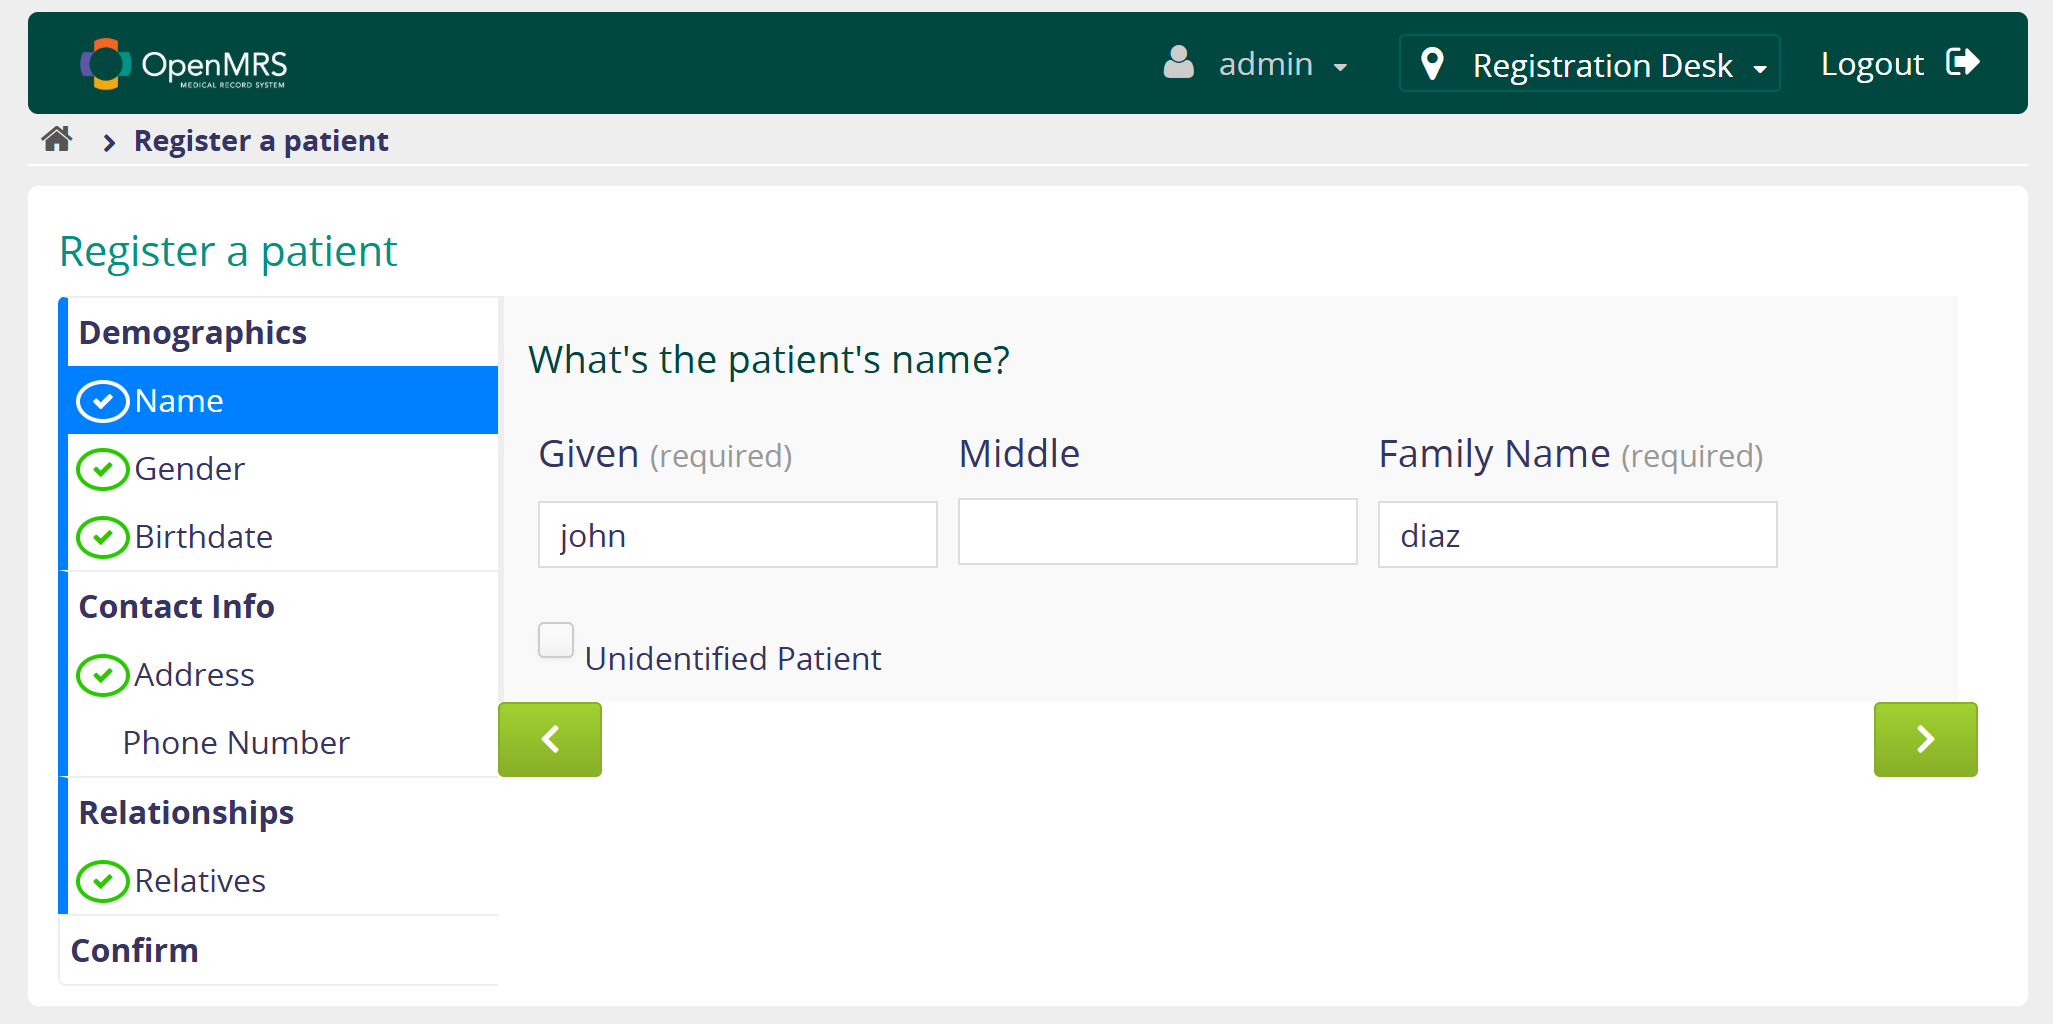 OpenMRS
MEDICAL RECORD SYSTEM
admin
Registration Desk
Logout
Register a patient
Register a patient
Demographics
Name
Gender
Birthdate
Contact Info
Address
Phone Number
Relationships
Relatives
Confirm
What's the patient's name?
Given (required)
Middle
Family Name (required)
john
diaz
Unidentified Patient